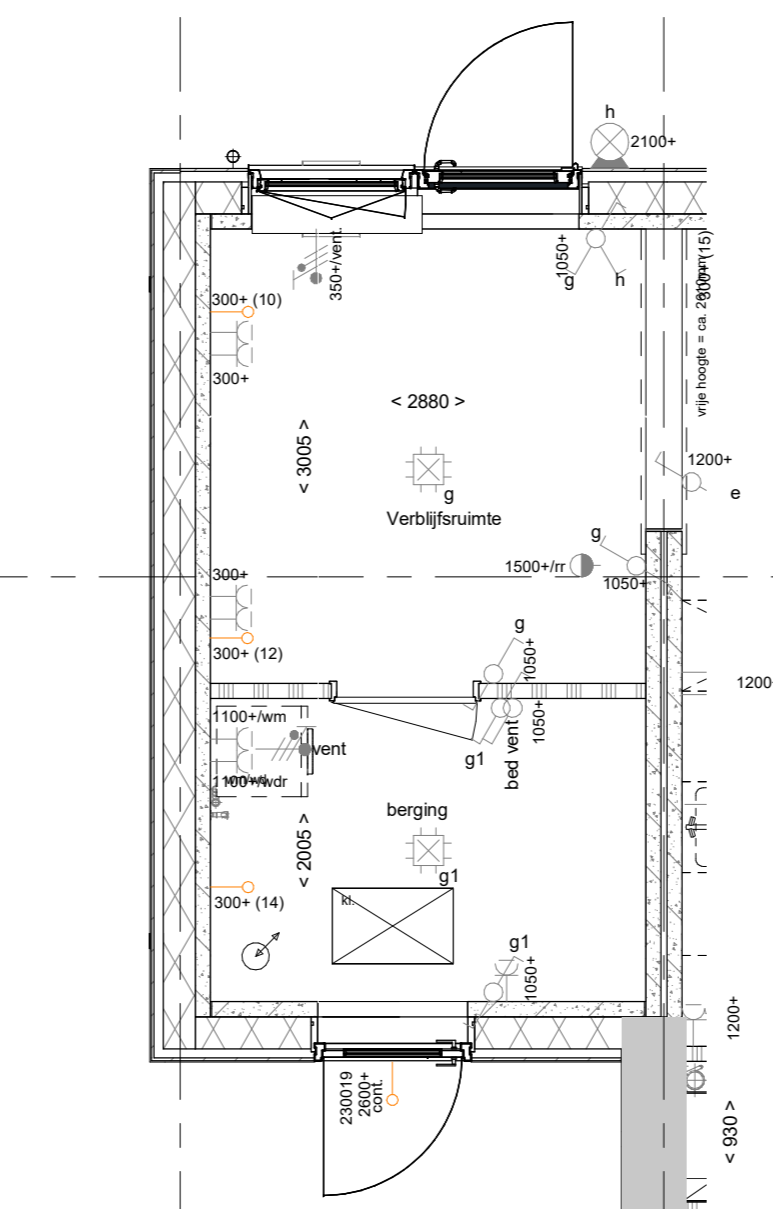 h
2100+
1050+
g
h
350+/vent.
300+ (10)
300+
300+ (15)
vrije hoogte = ca. 2610mm
< 2880 >
< 3005 >
g
Verblijfsruimte
1200+
e
g
1500+/rr
1050+
300+
300+ (12)
g
1050+
1200+
1100+/wm
vent
1050+
g1
bed vent
1100+/wdr
berging
< 2005 >
g1
300+ (14)
kl.
g1
1050+
1200+
230019
2600+
cont.
< 930 >